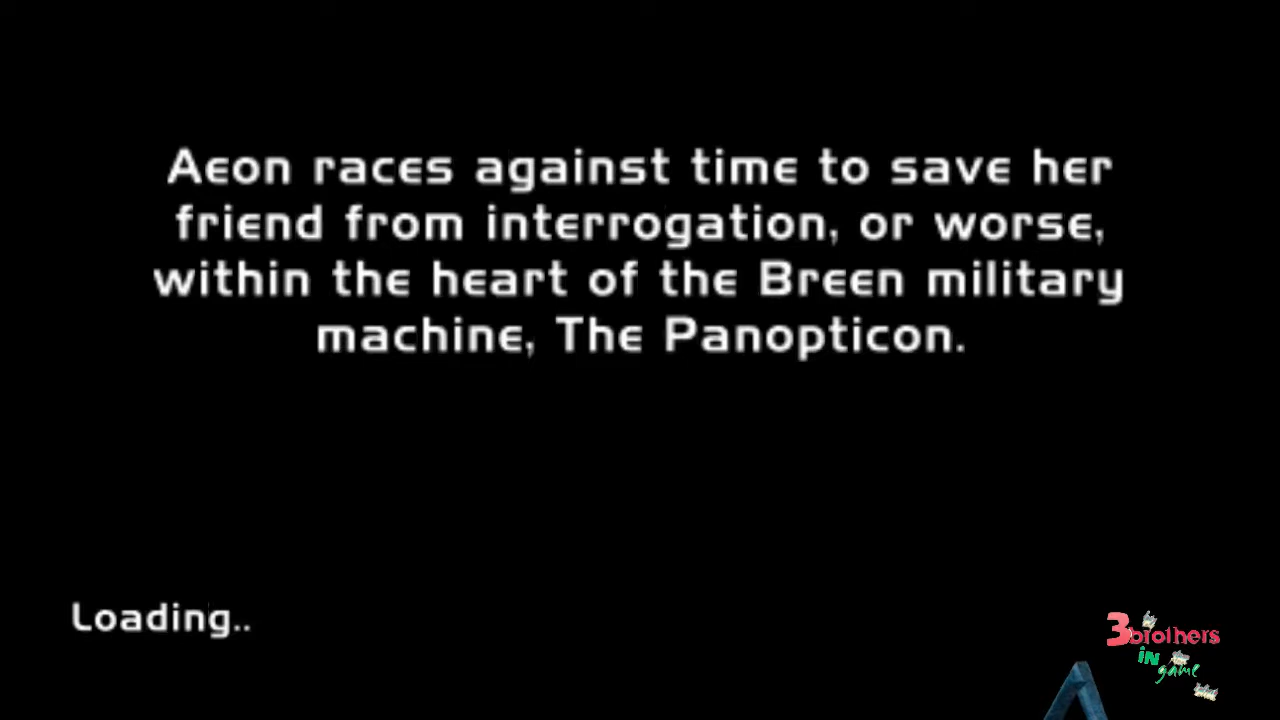 Aeon races against time to save her
friend from interrogation, or worse,
within the heart of the Breen military
machine, The Panopticon.
Loading..
3brothers
in
game